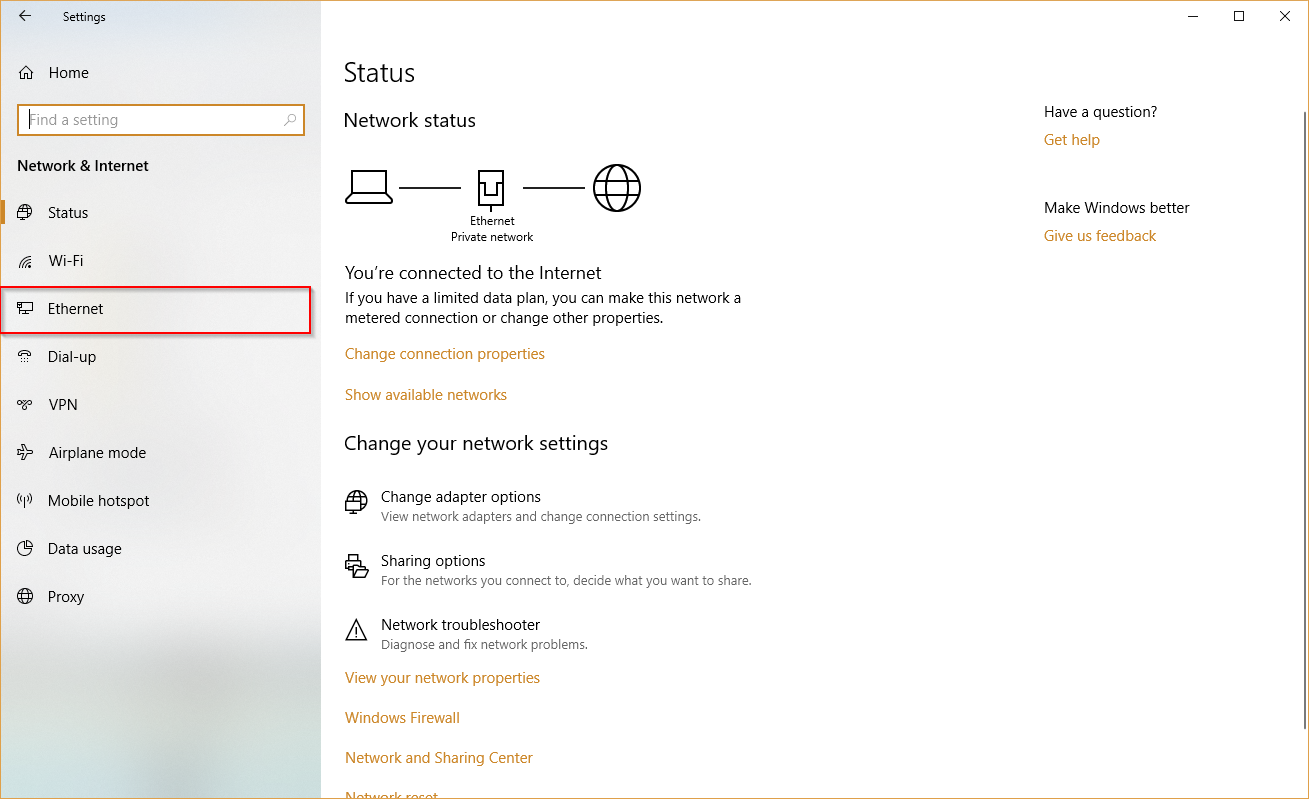 Settings
Home
Find a setting
Network & Internet
Status
Wi-Fi
Ethernet
Dial-up
VPN
Airplane mode
Mobile hotspot
Data usage
Proxy
Status
Network status
Ethernet
Private network
You're connected to the Internet
If you have a limited data plan, you can make this network a
metered connection or change other properties.
Change connection properties
Show available networks
Change your network settings
Change adapter options
View network adapters and change connection settings.
Sharing options
For the networks you connect to, decide what you want to share.
Network troubleshooter
Diagnose and fix network problems.
View your network properties
Windows Firewall
Network and Sharing Center
Network reset
Have a question?
Get help
Make Windows better
Give us feedback